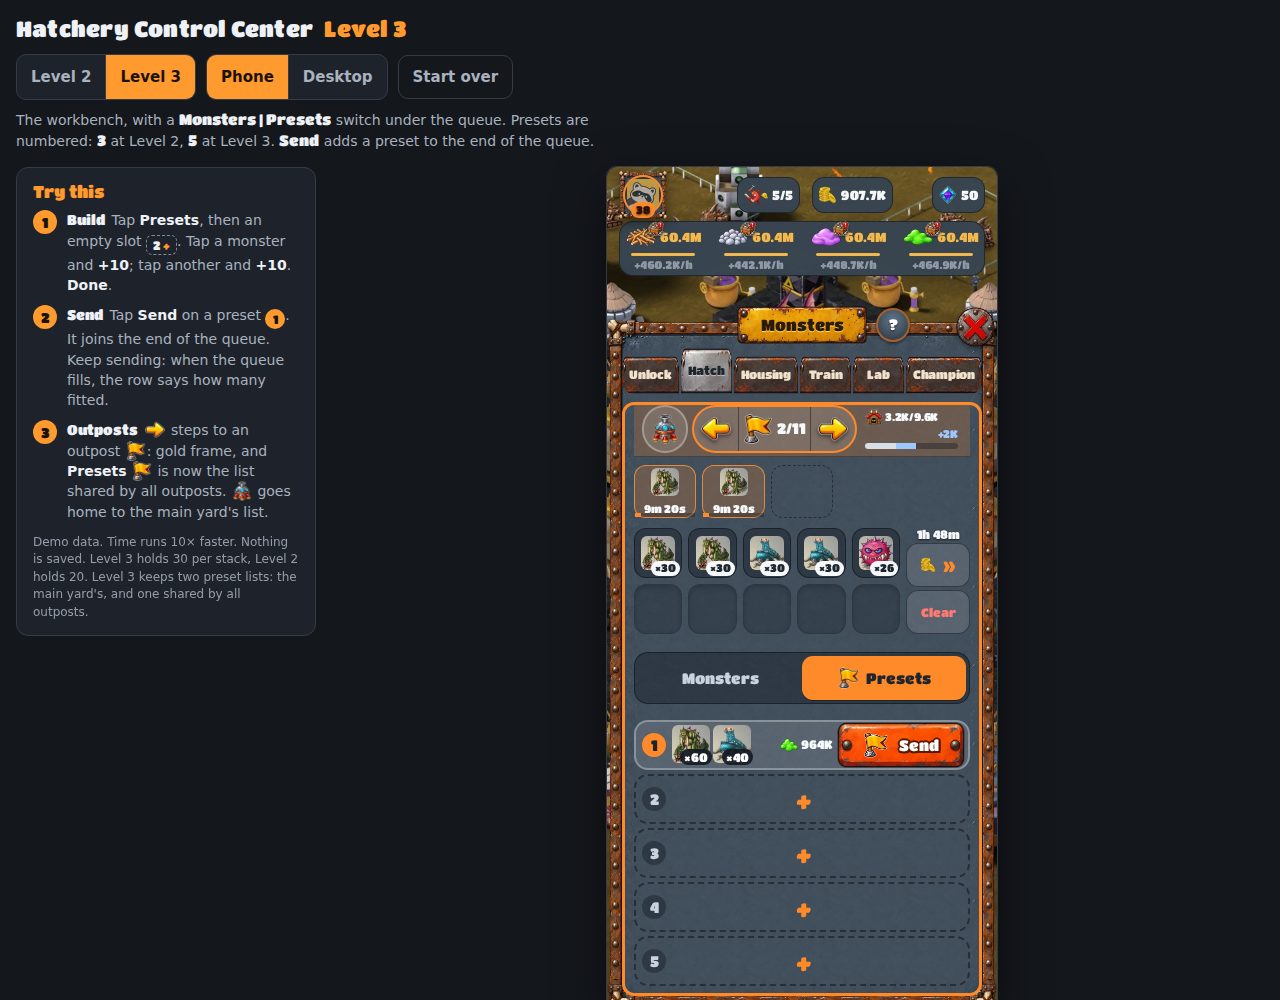 Hatchery Control Center Level 3
Level 2 Level 3 Phone Desktop Start over
The workbench, with a Monsters | Presets switch under the queue. Presets are
numbered: 3 at Level 2, 5 at Level 3. Send adds a preset to the end of the queue.
Try this
1 Build Tap Presets, then an
empty slot 2 +. Tap a monster
and +10; tap another and +10.
Done.
2 Send Tap Send on a preset 1.
It joins the end of the queue.
Keep sending: when the queue
fills, the row says how many
fitted.
3 Outposts steps to an
outpost : gold frame, and
Presets is now the list
shared by all outposts. goes
home to the main yard's list.
Demo data. Time runs 10× faster. Nothing
is saved. Level 3 holds 30 per stack, Level 2
holds 20. Level 3 keeps two preset lists: the
main yard's, and one shared by all
outposts.
30 5/5 907.7K 50
60.4M 60.4M 60.4M 60.4M
+460.2K/h +442.1K/h +448.7K/h +464.9K/h
Monsters ?
Unlock Hatch Housing Train Lab Champion
2/11 3.2K/9.6K
+2K
9m 20s 9m 20s
1h 48m
×30 ×30 ×30 ×30 ×26
Clear
Monsters Presets
1 ×60 ×40 964K Send
2 +
3 +
4 +
5 +